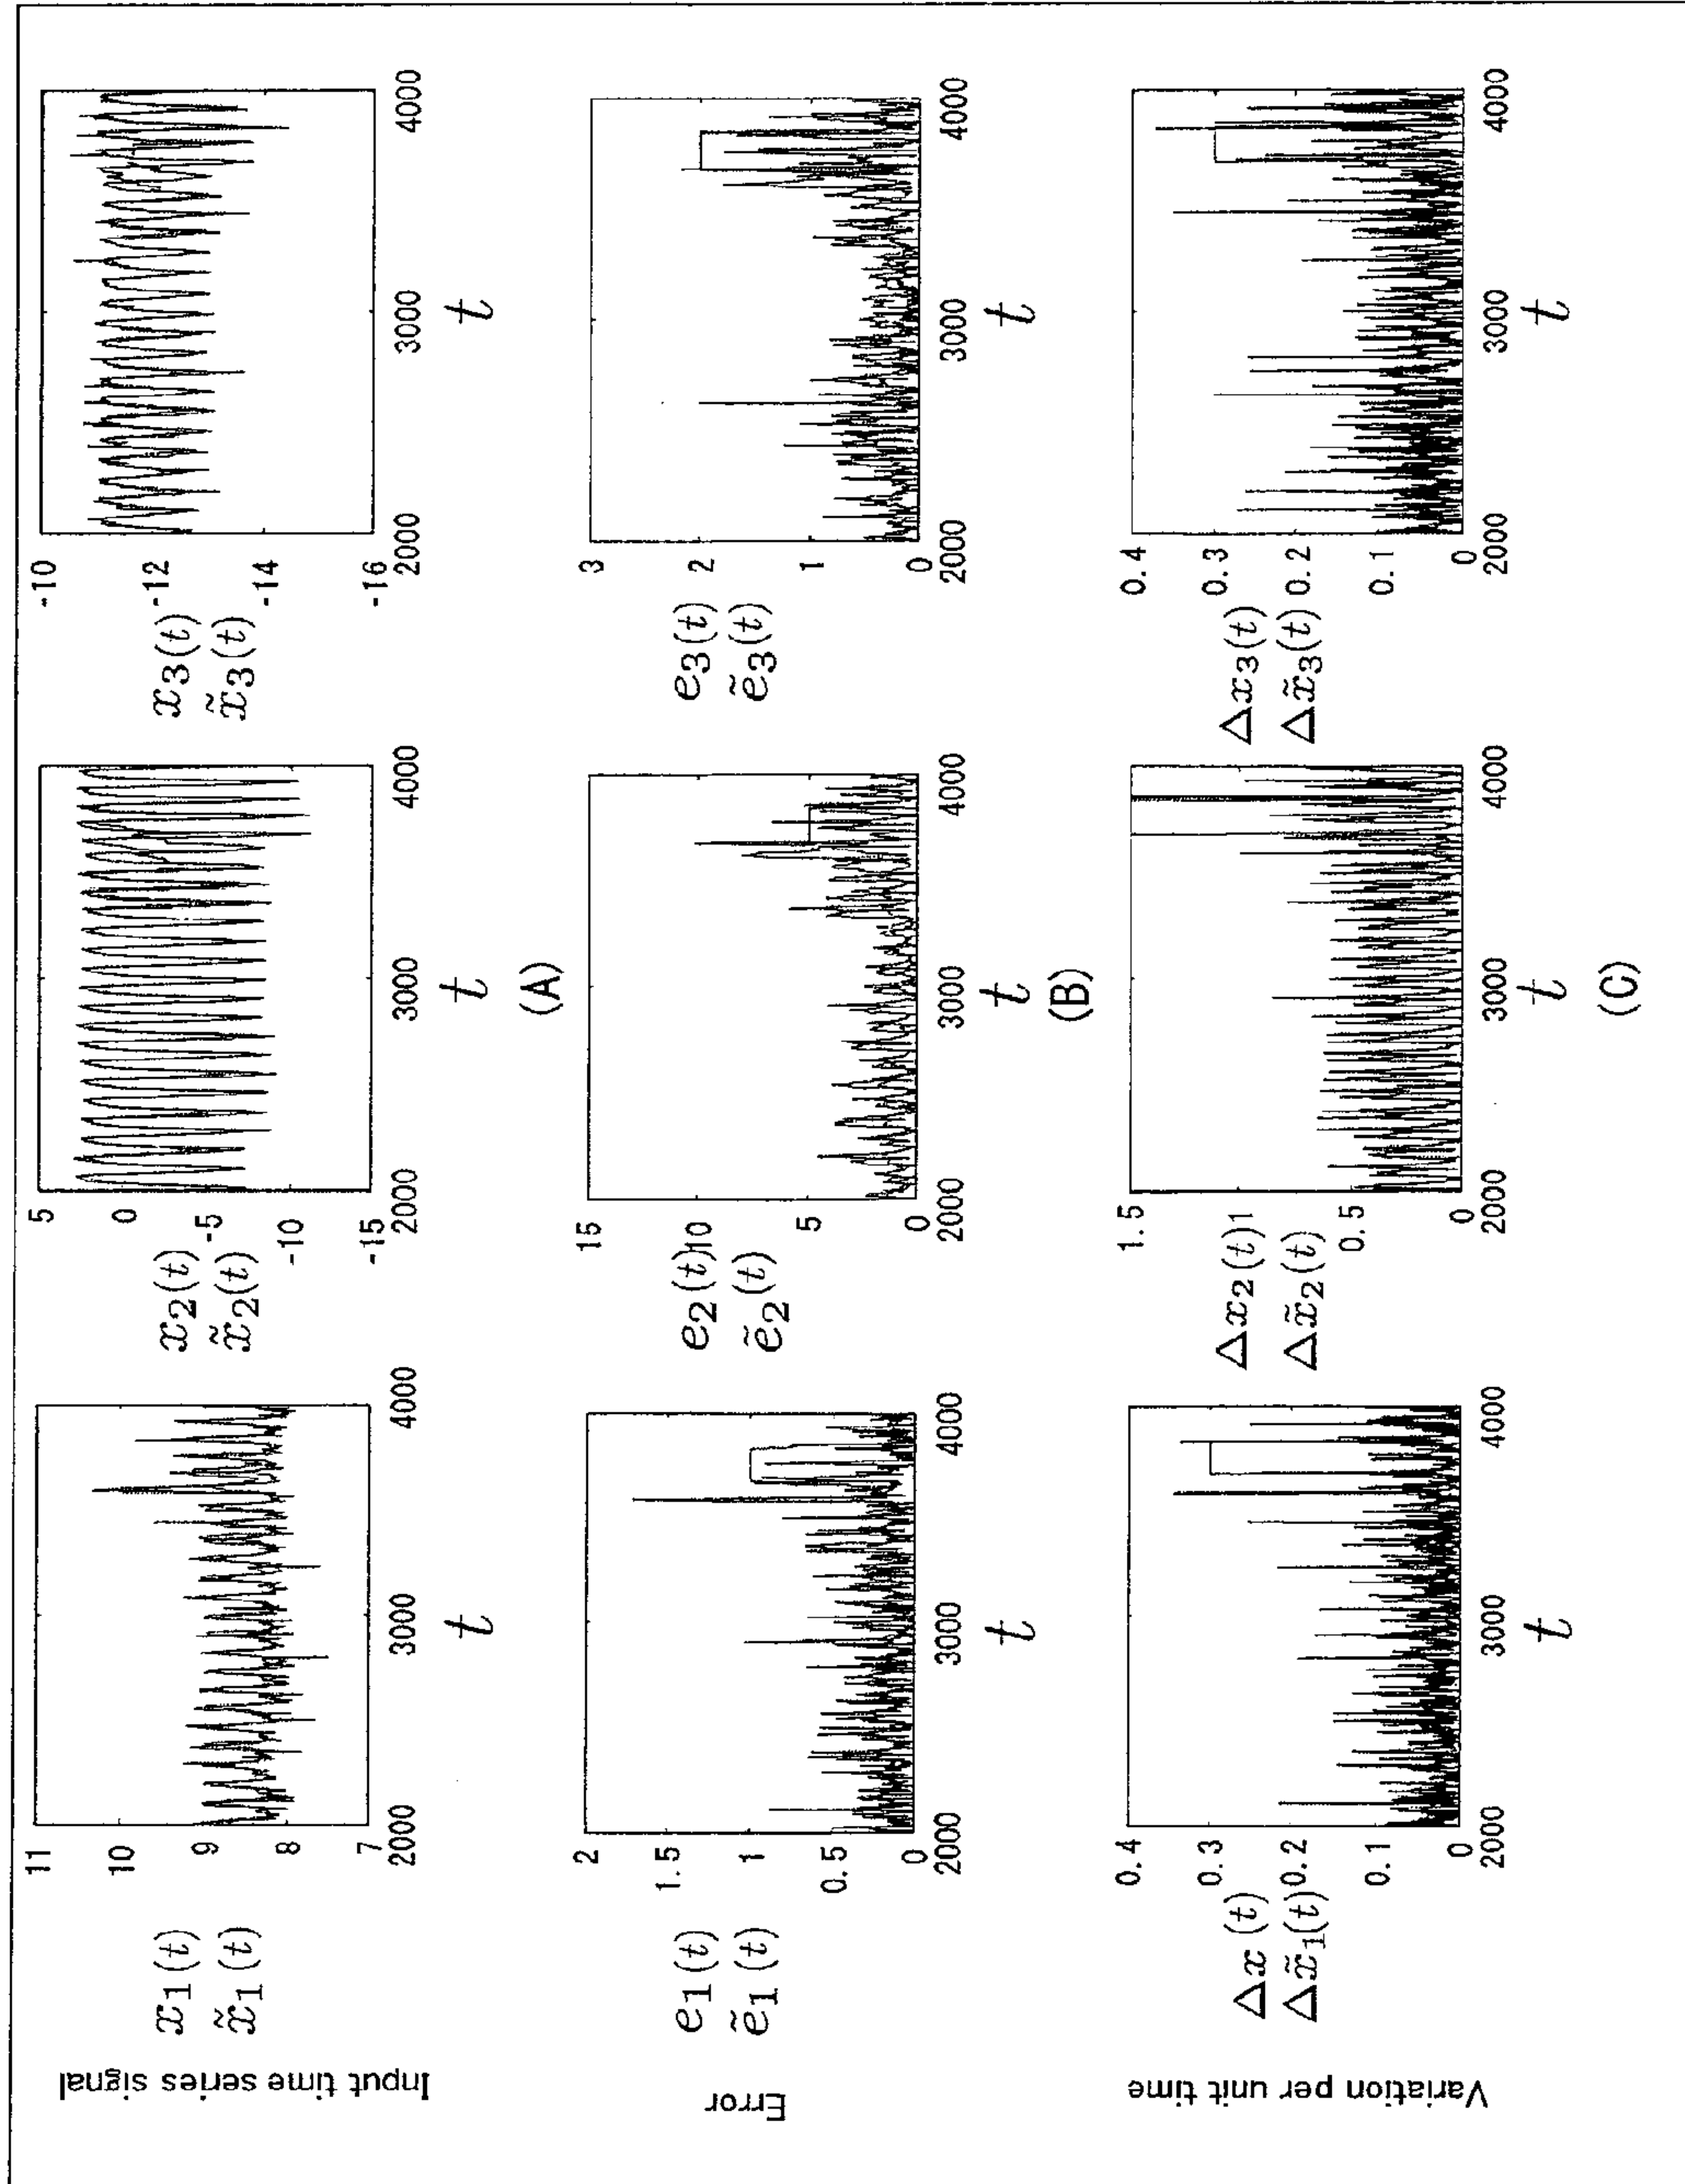 Input time series signal
x1(t)
x̃1(t)
11
10
9
8
7
2000
3000
4000
t
x2(t)
x̃2(t)
5
0
-5
-10
-15
2000
3000
4000
t
(A)
x3(t)
x̃3(t)
-10
-12
-14
-16
2000
3000
4000
t
Error
e1(t)
ẽ1(t)
2
1.5
1
0.5
0
2000
3000
4000
t
e2(t)
ẽ2(t)
15
10
5
0
2000
3000
4000
t
(B)
e3(t)
ẽ3(t)
3
2
1
0
2000
3000
4000
t
Variation per unit time
Δx (t)
Δx̃1(t)
0.4
0.3
0.2
0.1
0
2000
3000
4000
t
Δx2(t)
Δx̃2(t)
1.5
1
0.5
0
2000
3000
4000
t
(C)
Δx3(t)
Δx̃3(t)
0.4
0.3
0.2
0.1
0
2000
3000
4000
t